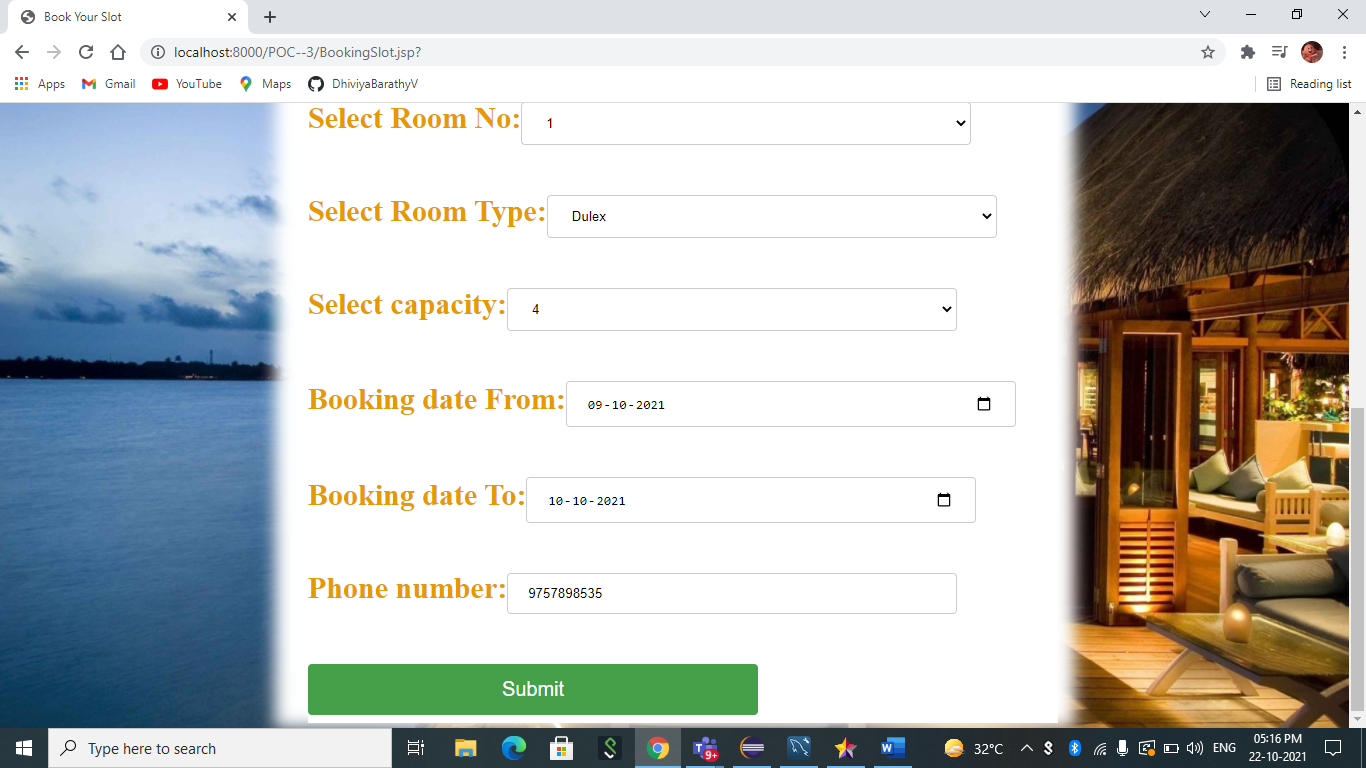 Book Your Slot
localhost:8000/POC--3/BookingSlot.jsp?
Apps Gmail YouTube Maps DhiviyaBarathyV Reading list
Select Room No: 1
Select Room Type: Dulex
Select capacity: 4
Booking date From: 09-10-2021
Booking date To: 10-10-2021
Phone number: 9757898535
Submit
Type here to search 9+ W 32°C ENG 05:16 PM
22-10-2021